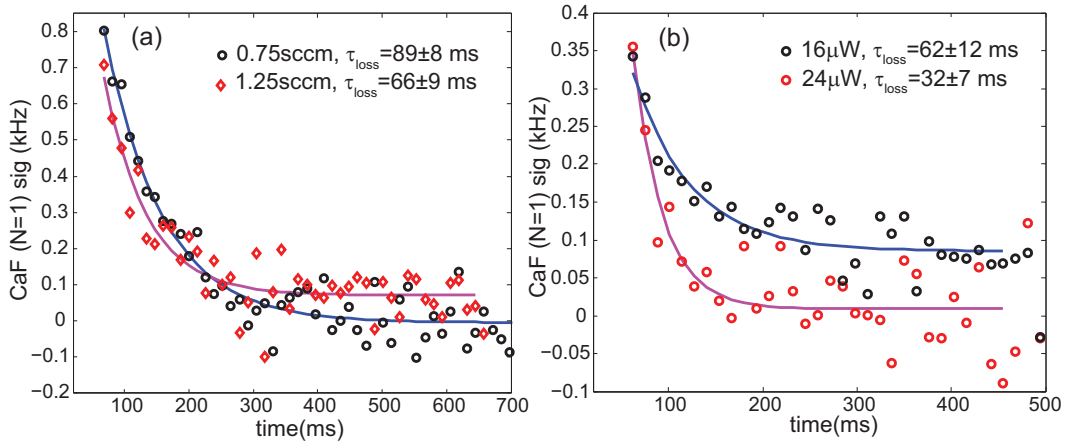 (a)
0.75sccm, τloss=89±8 ms
1.25sccm, τloss=66±9 ms
CaF (N=1) sig (kHz)
0.8
0.7
0.6
0.5
0.4
0.3
0.2
0.1
0
−0.1
−0.2
100 200 300 400 500 600 700
time(ms)
(b)
16μW, τloss=62±12 ms
24μW, τloss=32±7 ms
CaF (N=1) sig (kHz)
0.4
0.35
0.3
0.25
0.2
0.15
0.1
0.05
0
-0.05
-0.1
100 200 300 400 500
time(ms)